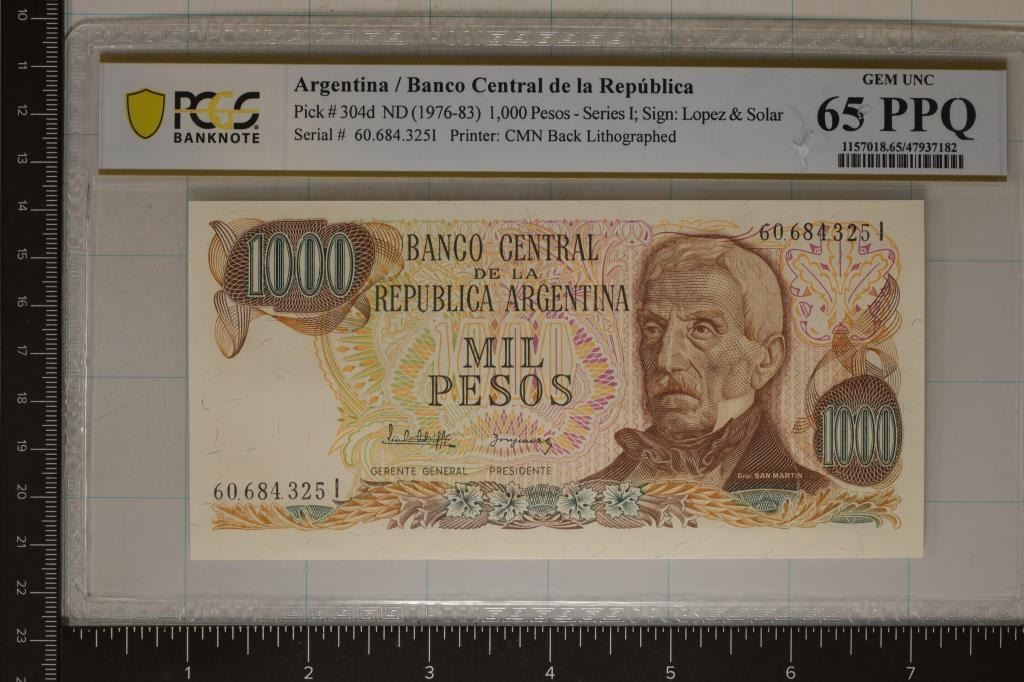 Argentina / Banco Central de la República
Pick # 304d ND (1976-83) 1,000 Pesos - Series I; Sign: Lopez & Solar
Serial # 60.684.325I Printer: CMN Back Lithographed
PCGS
BANKNOTE
GEM UNC
65 PPQ
1157018.65/47937182
1000
BANCO CENTRAL
DE LA
REPUBLICA ARGENTINA
MIL
PESOS
60.684.325 I
GERENTE GENERAL PRESIDENTE
Gral. SAN MARTIN
1000
60.684.325 I
10
11
12
13
14
15
16
17
18
19
20
21
22
23
1 2 3 4 5 6 7